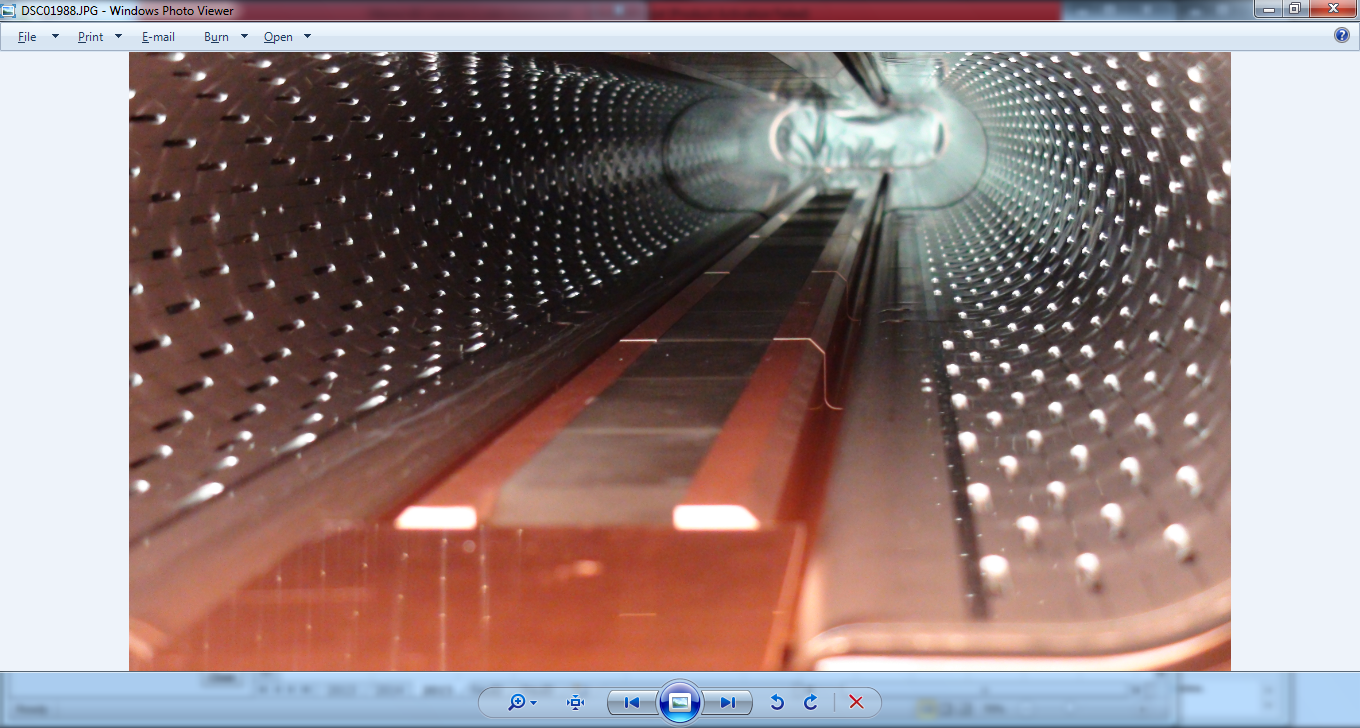 DSC01988.JPG - Windows Photo Viewer
File Print E-mail Burn Open